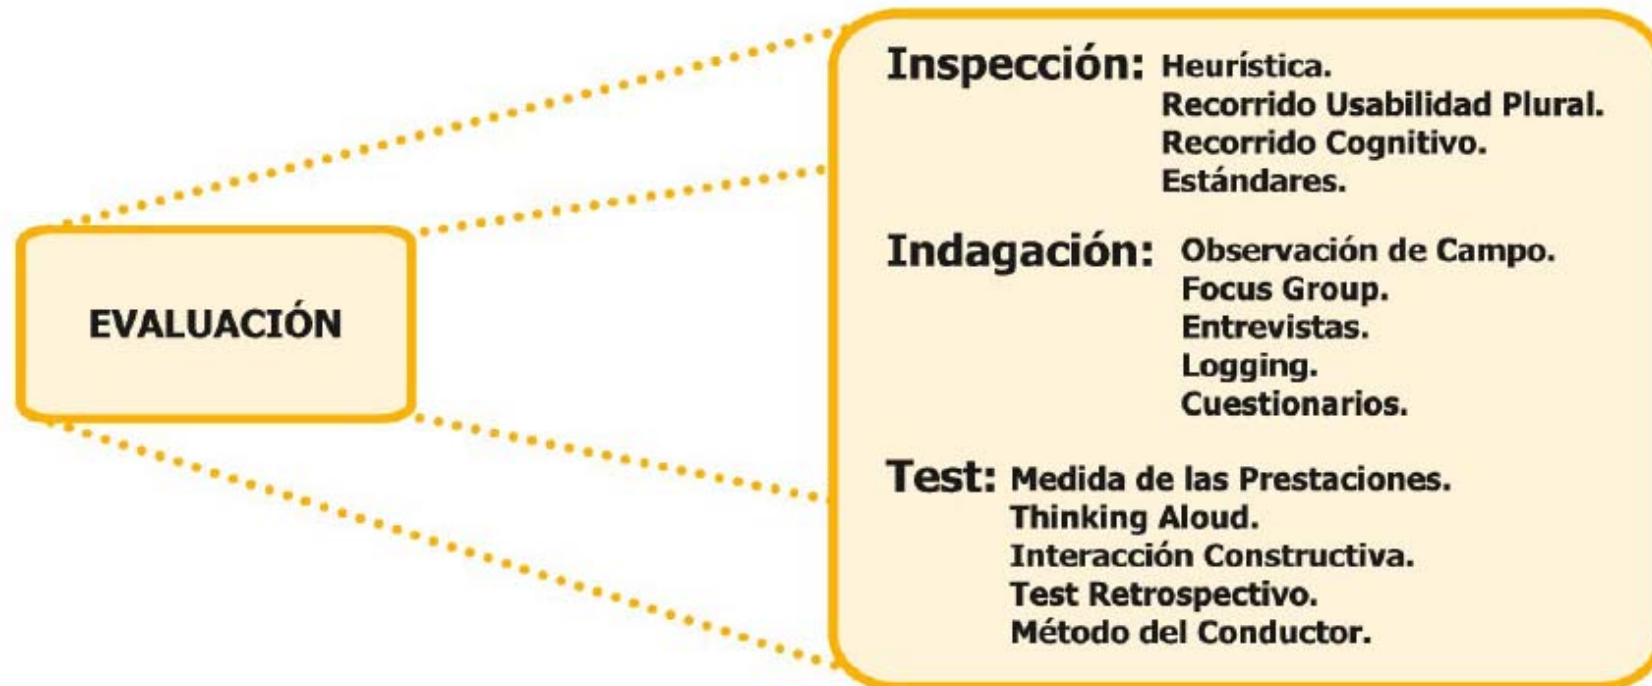 EVALUACIÓN
Inspección: Heurística.
Recorrido Usabilidad Plural.
Recorrido Cognitivo.
Estándares.
Indagación: Observación de Campo.
Focus Group.
Entrevistas.
Logging.
Cuestionarios.
Test: Medida de las Prestaciones.
Thinking Aloud.
Interacción Constructiva.
Test Retrospectivo.
Método del Conductor.